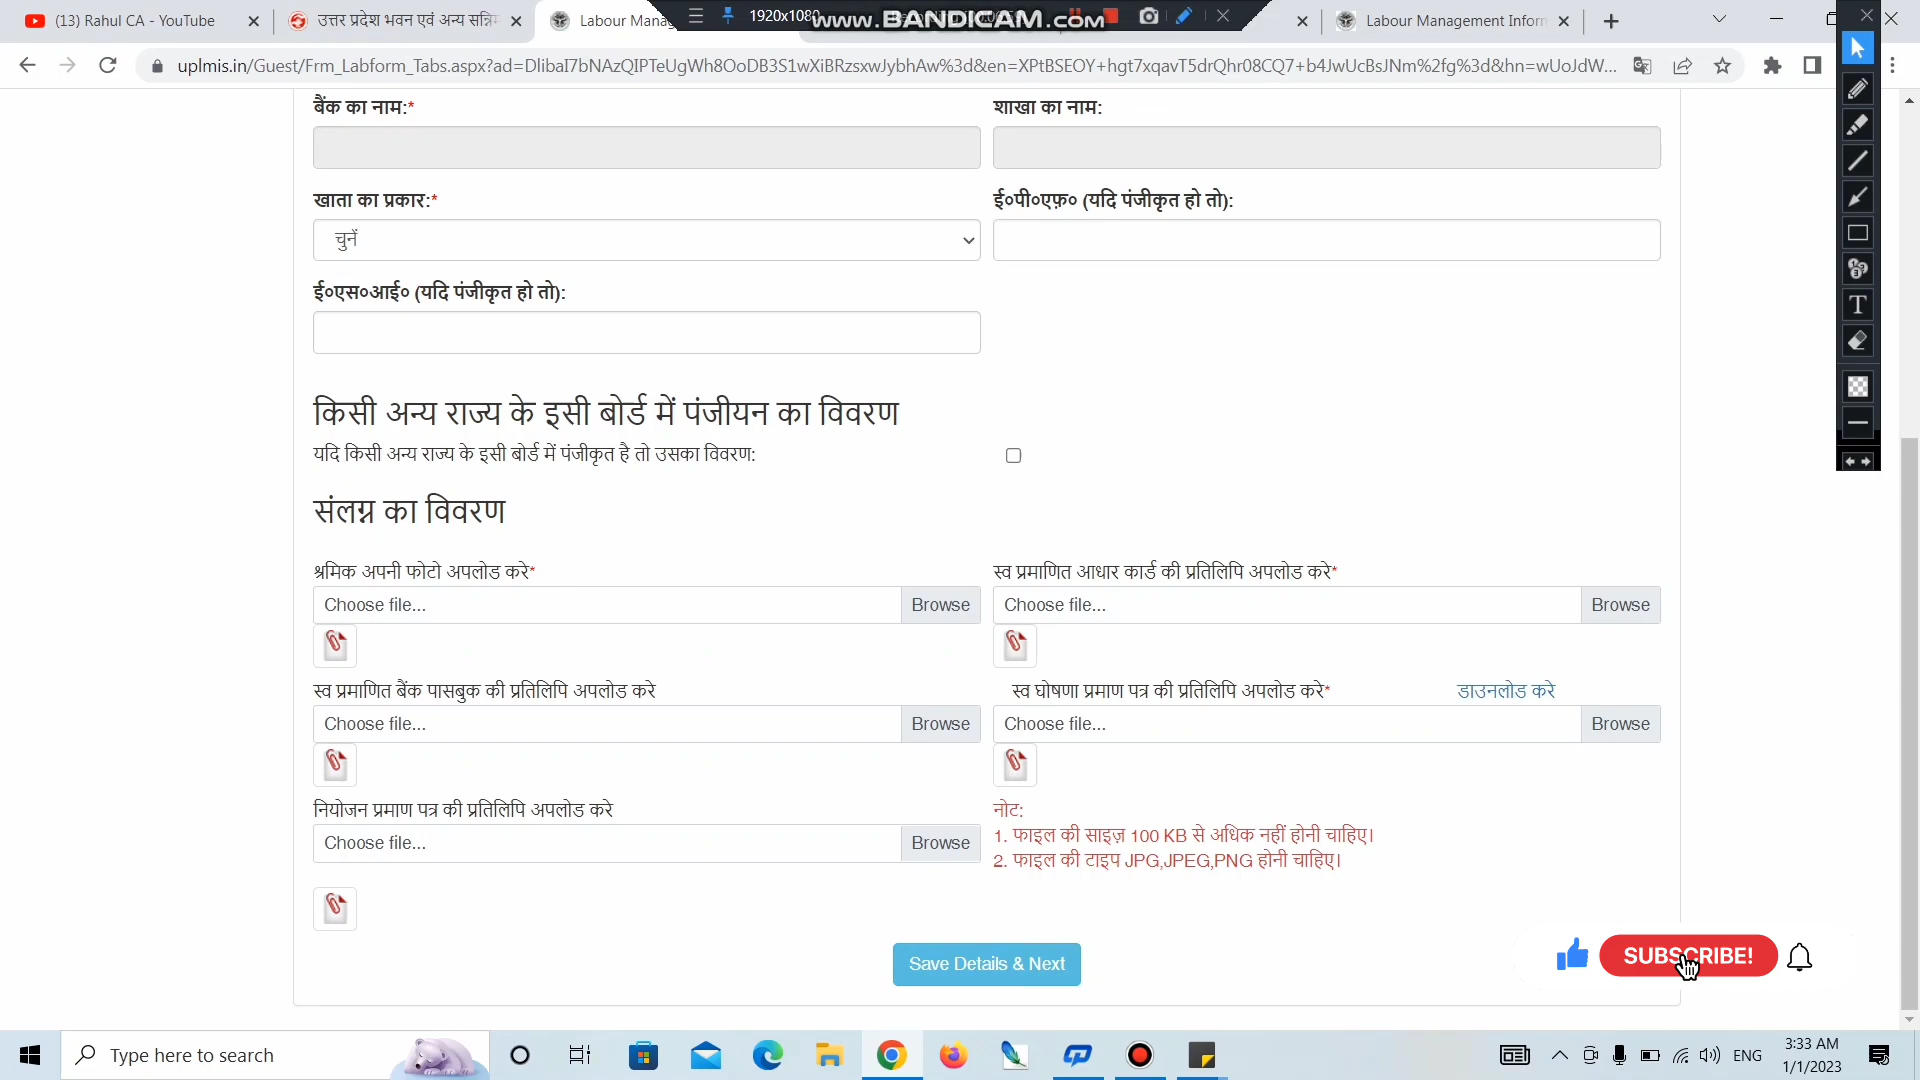 (13) Rahul CA - YouTube
उत्तर प्रदेश भवन एवं अन्य सन्नि
Labour Mana
1920x1080
www.BANDICAM.com
Labour Management Inform
uplmis.in/Guest/Frm_Labform_Tabs.aspx?ad=DlibaI7bNAzQIPTeUgWh8OoDB3S1wXiBRzsxwJybhAw%3d&en=XPtBSEOY+hgt7xqavT5drQhr08CQ7+b4JwUcBsJNm%2fg%3d&hn=wUoJdW...
बैंक का नाम:*
शाखा का नाम:
खाता का प्रकार:*
ई०पी०एफ़० (यदि पंजीकृत हो तो):
चुनें
ई०एस०आई० (यदि पंजीकृत हो तो):
किसी अन्य राज्य के इसी बोर्ड में पंजीयन का विवरण
यदि किसी अन्य राज्य के इसी बोर्ड में पंजीकृत है तो उसका विवरण:
संलग्न का विवरण
श्रमिक अपनी फोटो अपलोड करे*
स्व प्रमाणित आधार कार्ड की प्रतिलिपि अपलोड करे*
Choose file... Browse
Choose file... Browse
स्व प्रमाणित बैंक पासबुक की प्रतिलिपि अपलोड करे
स्व घोषणा प्रमाण पत्र की प्रतिलिपि अपलोड करे* डाउनलोड करे
Choose file... Browse
Choose file... Browse
नियोजन प्रमाण पत्र की प्रतिलिपि अपलोड करे
नोट:
Choose file... Browse
1. फाइल की साइज़ 100 KB से अधिक नहीं होनी चाहिए।
2. फाइल की टाइप JPG,JPEG,PNG होनी चाहिए।
Save Details & Next
SUBSCRIBE!
Type here to search
ENG
3:33 AM
1/1/2023